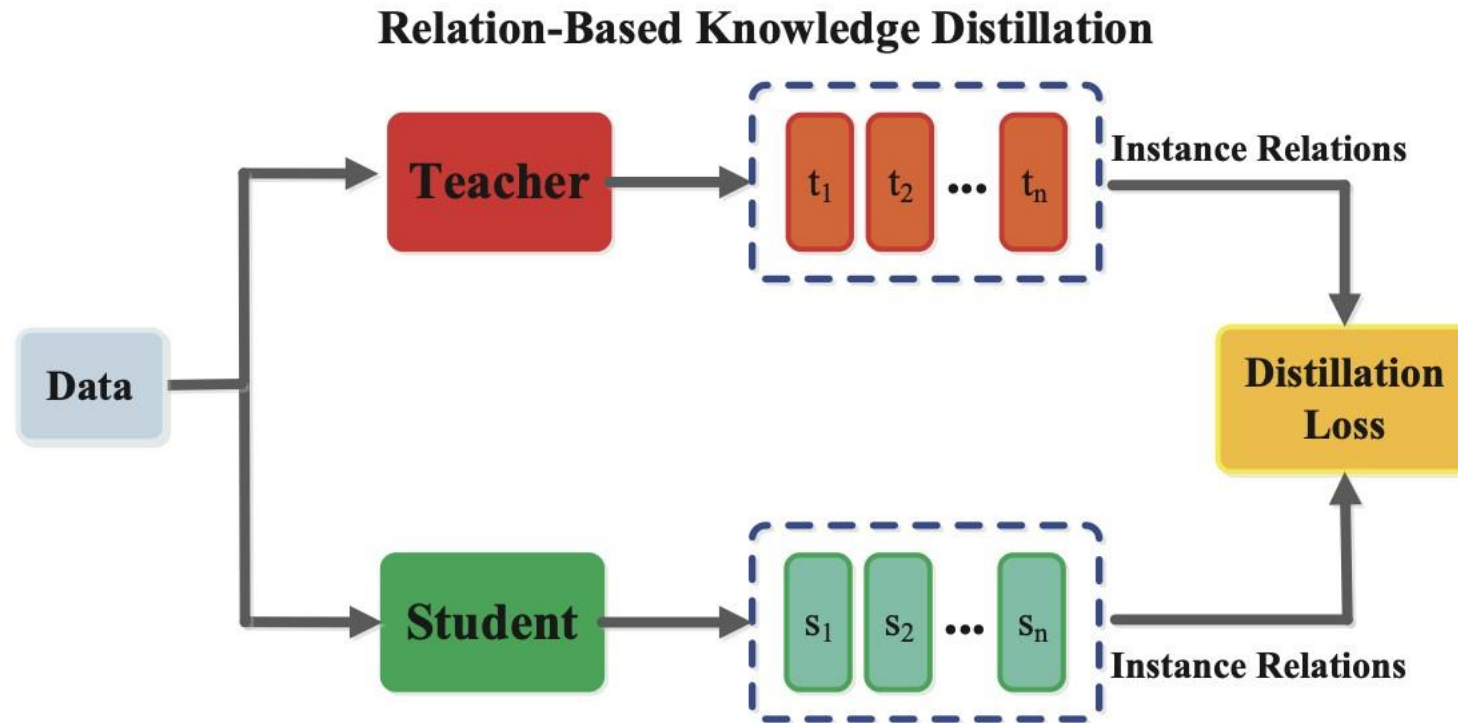 Relation-Based Knowledge Distillation
Teacher
t₁ t₂ ... tₙ
Instance Relations
Data
Distillation
Loss
Student
s₁ s₂ ... sₙ
Instance Relations